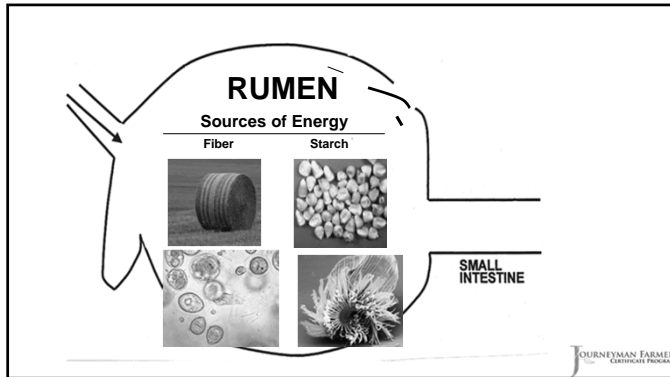 RUMEN
Sources of Energy
Fiber
Starch
SMALL
INTESTINE
JOURNEYMAN FARMER
CERTIFICATE PROGRAM